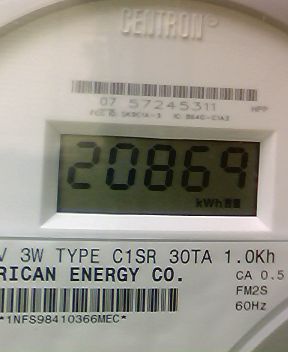 CENTRON®
07 57245311
20869
kWh
V 3W TYPE C1SR 30TA 1.0Kh
RICAN ENERGY CO.
CA 0.5
FM2S
60Hz
*1NFS98410366MEC*